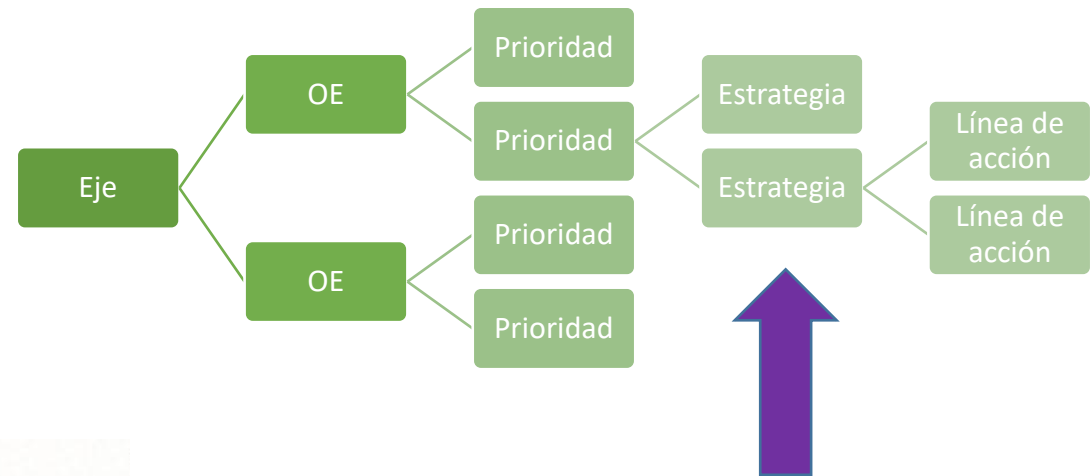 Eje
OE
OE
Prioridad
Prioridad
Prioridad
Prioridad
Estrategia
Estrategia
Línea de
acción
Línea de
acción